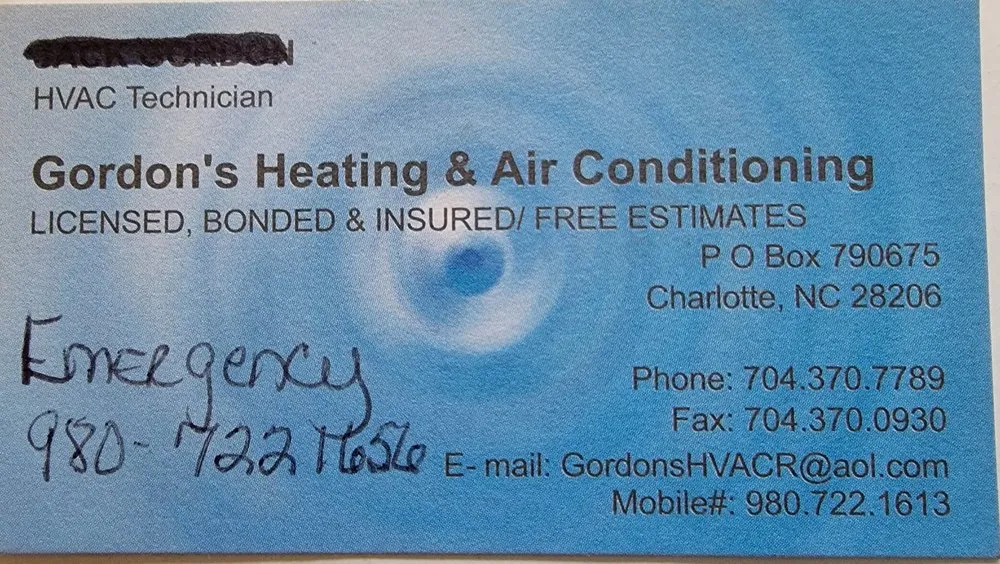 HVAC Technician
Gordon's Heating & Air Conditioning
LICENSED, BONDED & INSURED/ FREE ESTIMATES
P O Box 790675
Charlotte, NC 28206
Emergency
980-722 1656
Phone: 704.370.7789
Fax: 704.370.0930
E- mail: GordonsHVACR@aol.com
Mobile#: 980.722.1613